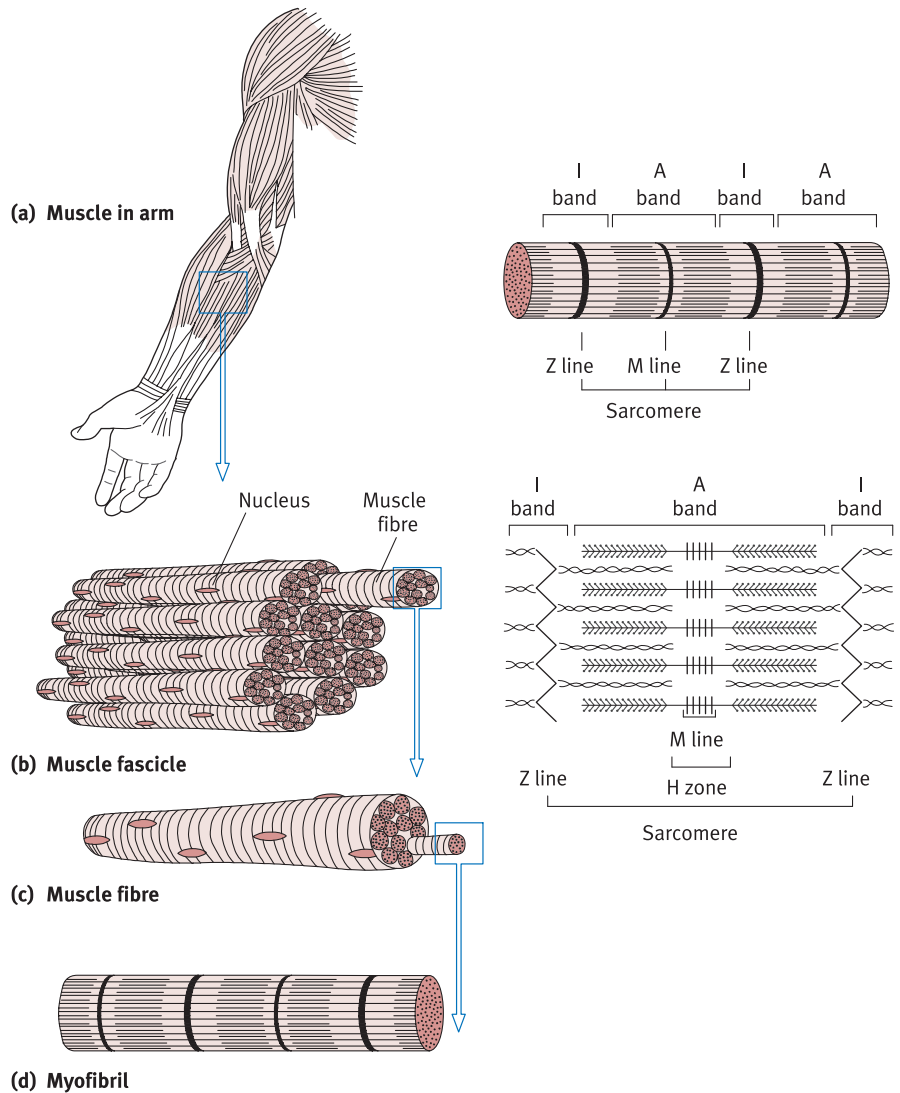 (a) Muscle in arm
Nucleus
Muscle
fibre
(b) Muscle fascicle
(c) Muscle fibre
(d) Myofibril
I
band
A
band
I
band
A
band
Z line
M line
Z line
Sarcomere
I
band
A
band
I
band
M line
H zone
Z line
Z line
Sarcomere